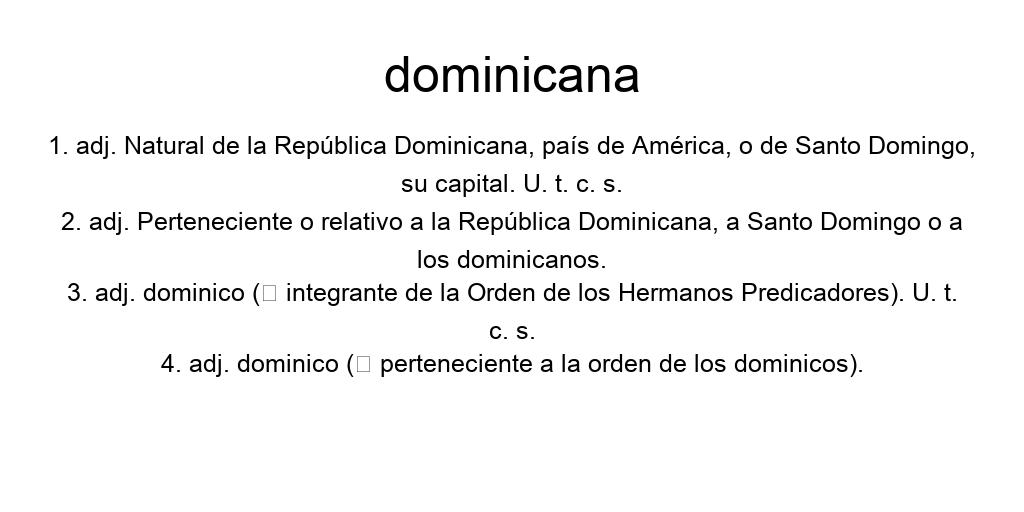 dominicana
1. adj. Natural de la República Dominicana, país de América, o de Santo Domingo,
su capital. U. t. c. s.
2. adj. Perteneciente o relativo a la República Dominicana, a Santo Domingo o a
los dominicanos.
3. adj. dominico (□ integrante de la Orden de los Hermanos Predicadores). U. t.
c. s.
4. adj. dominico (□ perteneciente a la orden de los dominicos).